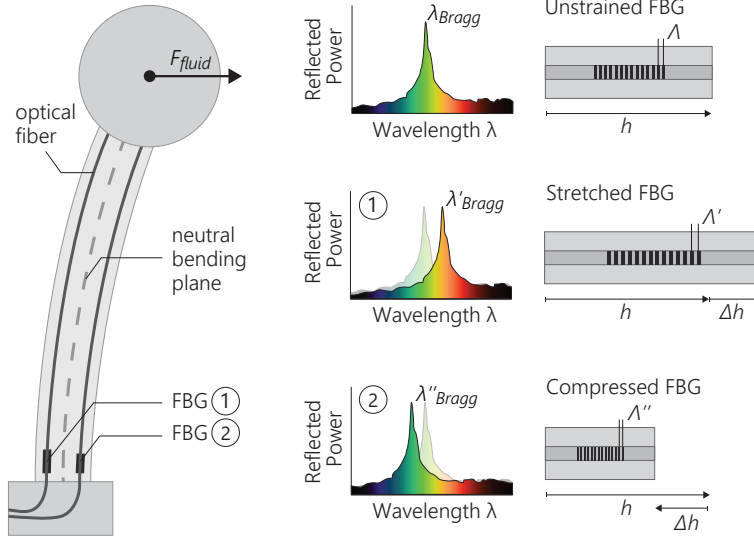 F_fluid
optical
fiber
neutral
bending
plane
FBG 1
FBG 2
λ_Bragg
Reflected
Power
Wavelength λ
Unstrained FBG
Λ
h
1
λ'_Bragg
Reflected
Power
Wavelength λ
Stretched FBG
Λ'
h
Δh
2
λ''_Bragg
Reflected
Power
Wavelength λ
Compressed FBG
Λ''
h
Δh